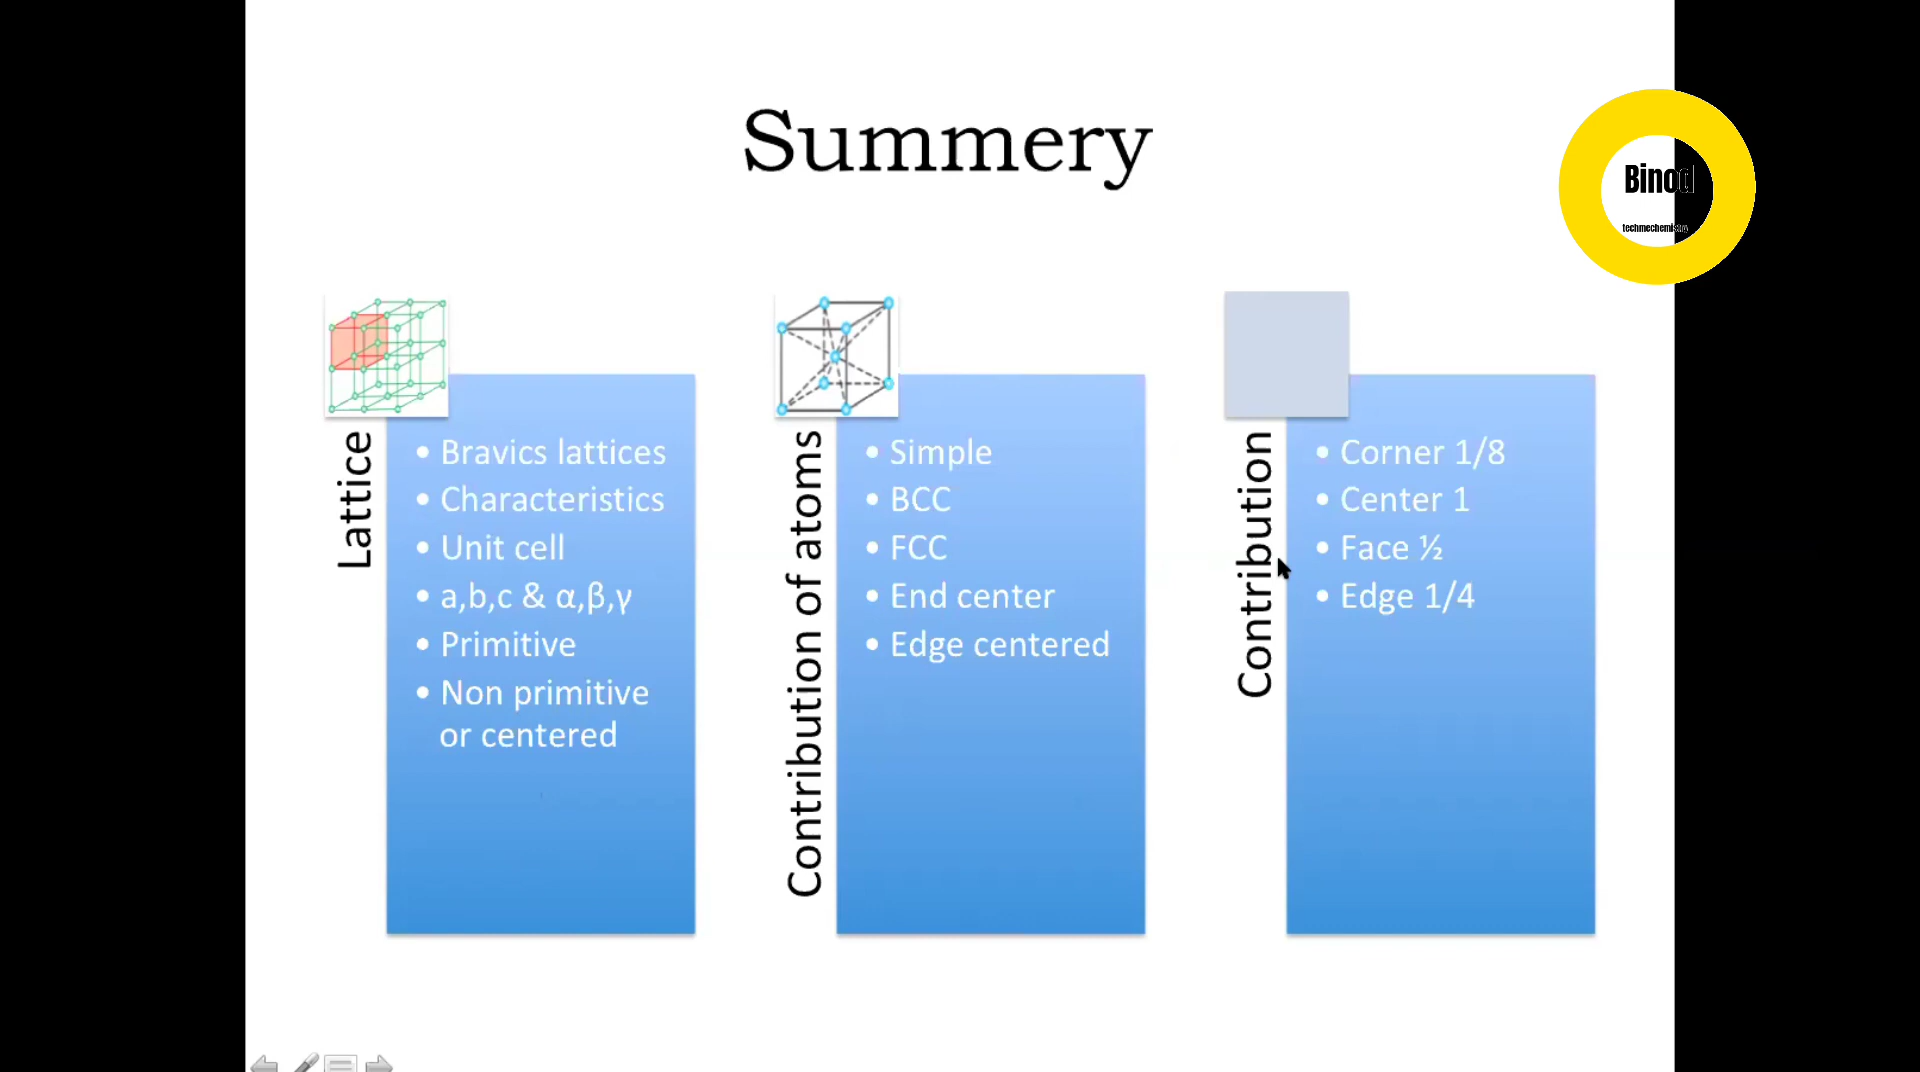 Summery
Binod
techmechemistry
Lattice
• Bravics lattices
• Characteristics
• Unit cell
• a,b,c & α,β,γ
• Primitive
• Non primitive
or centered
Contribution of atoms
• Simple
• BCC
• FCC
• End center
• Edge centered
Contribution
• Corner 1/8
• Center 1
• Face ½
• Edge 1/4